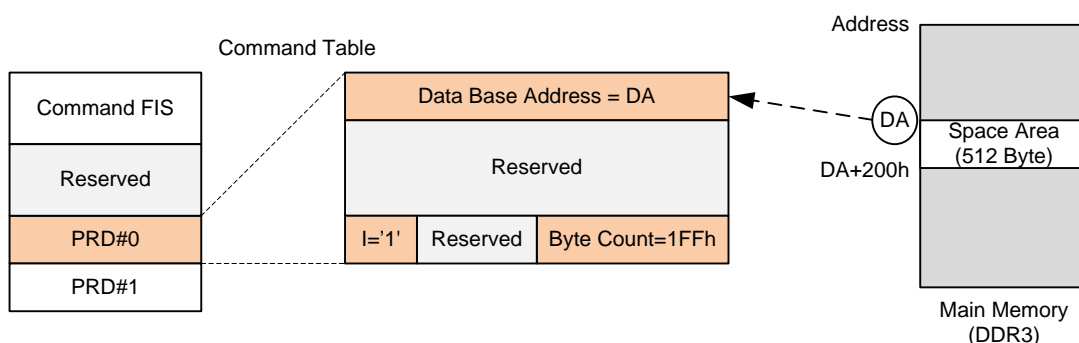 Command Table
Command FIS
Reserved
PRD#0
PRD#1
Data Base Address = DA
Reserved
I='1'
Reserved
Byte Count=1FFh
Address
DA
Space Area
(512 Byte)
DA+200h
Main Memory
(DDR3)